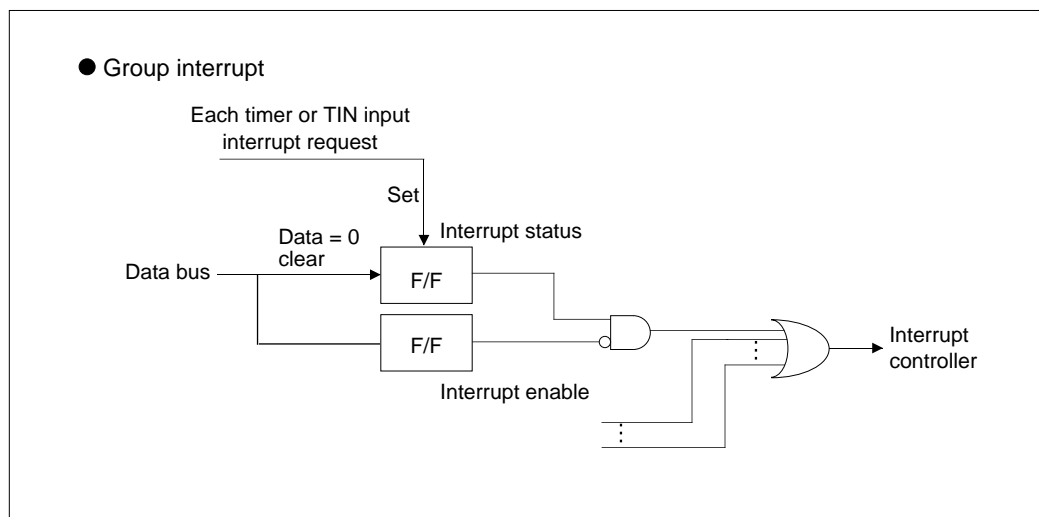 ● Group interrupt
Each timer or TIN input
interrupt request
Set
Data = 0
clear
Interrupt status
Data bus
F/F
F/F
Interrupt enable
Interrupt
controller